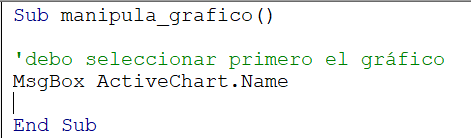 Sub manipula_grafico()
'debo seleccionar primero el gráfico
MsgBox ActiveChart.Name
End Sub